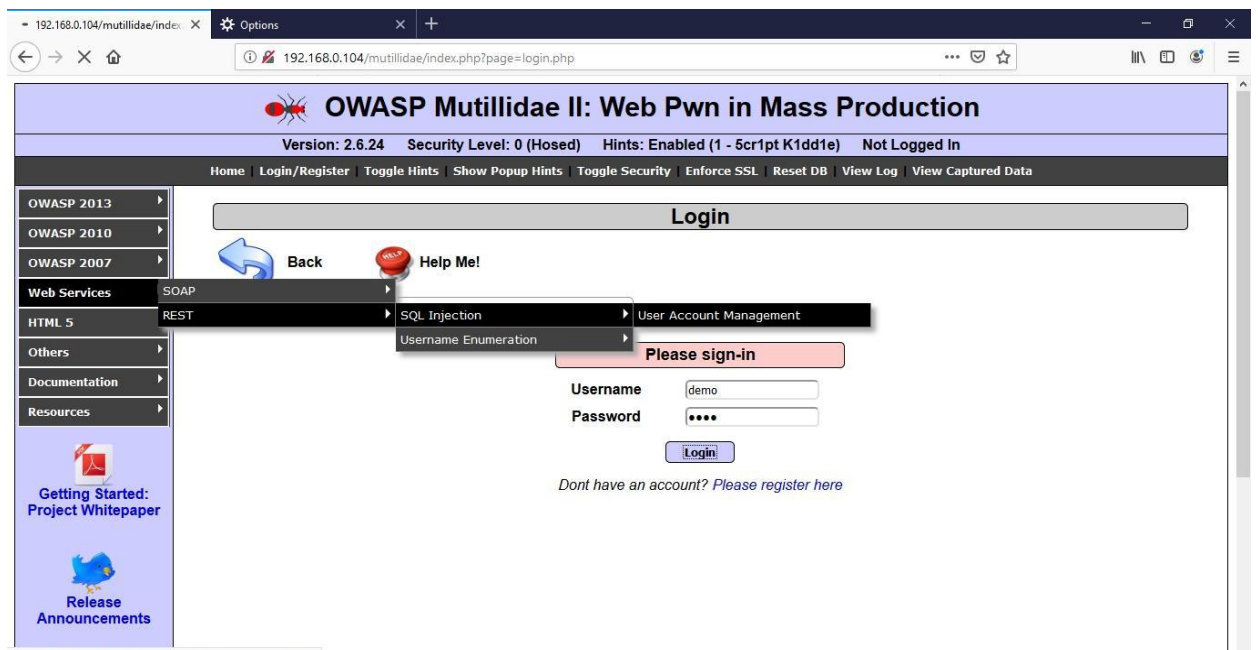 192.168.0.104/mutillidae/index
Options
192.168.0.104/mutillidae/index.php?page=login.php
OWASP Mutillidae II: Web Pwn in Mass Production
Version: 2.6.24 Security Level: 0 (Hosed) Hints: Enabled (1 - 5cr1pt K1dd1e) Not Logged In
Home Login/Register Toggle Hints Show Popup Hints Toggle Security Enforce SSL Reset DB View Log View Captured Data
OWASP 2013
OWASP 2010
OWASP 2007
Web Services
HTML 5
Others
Documentation
Resources
Getting Started:
Project Whitepaper
Release
Announcements
Login
Back
HELP
Help Me!
SOAP
REST
SQL Injection
User Account Management
Username Enumeration
Please sign-in
Username demo
Password ••••
Login
Dont have an account? Please register here